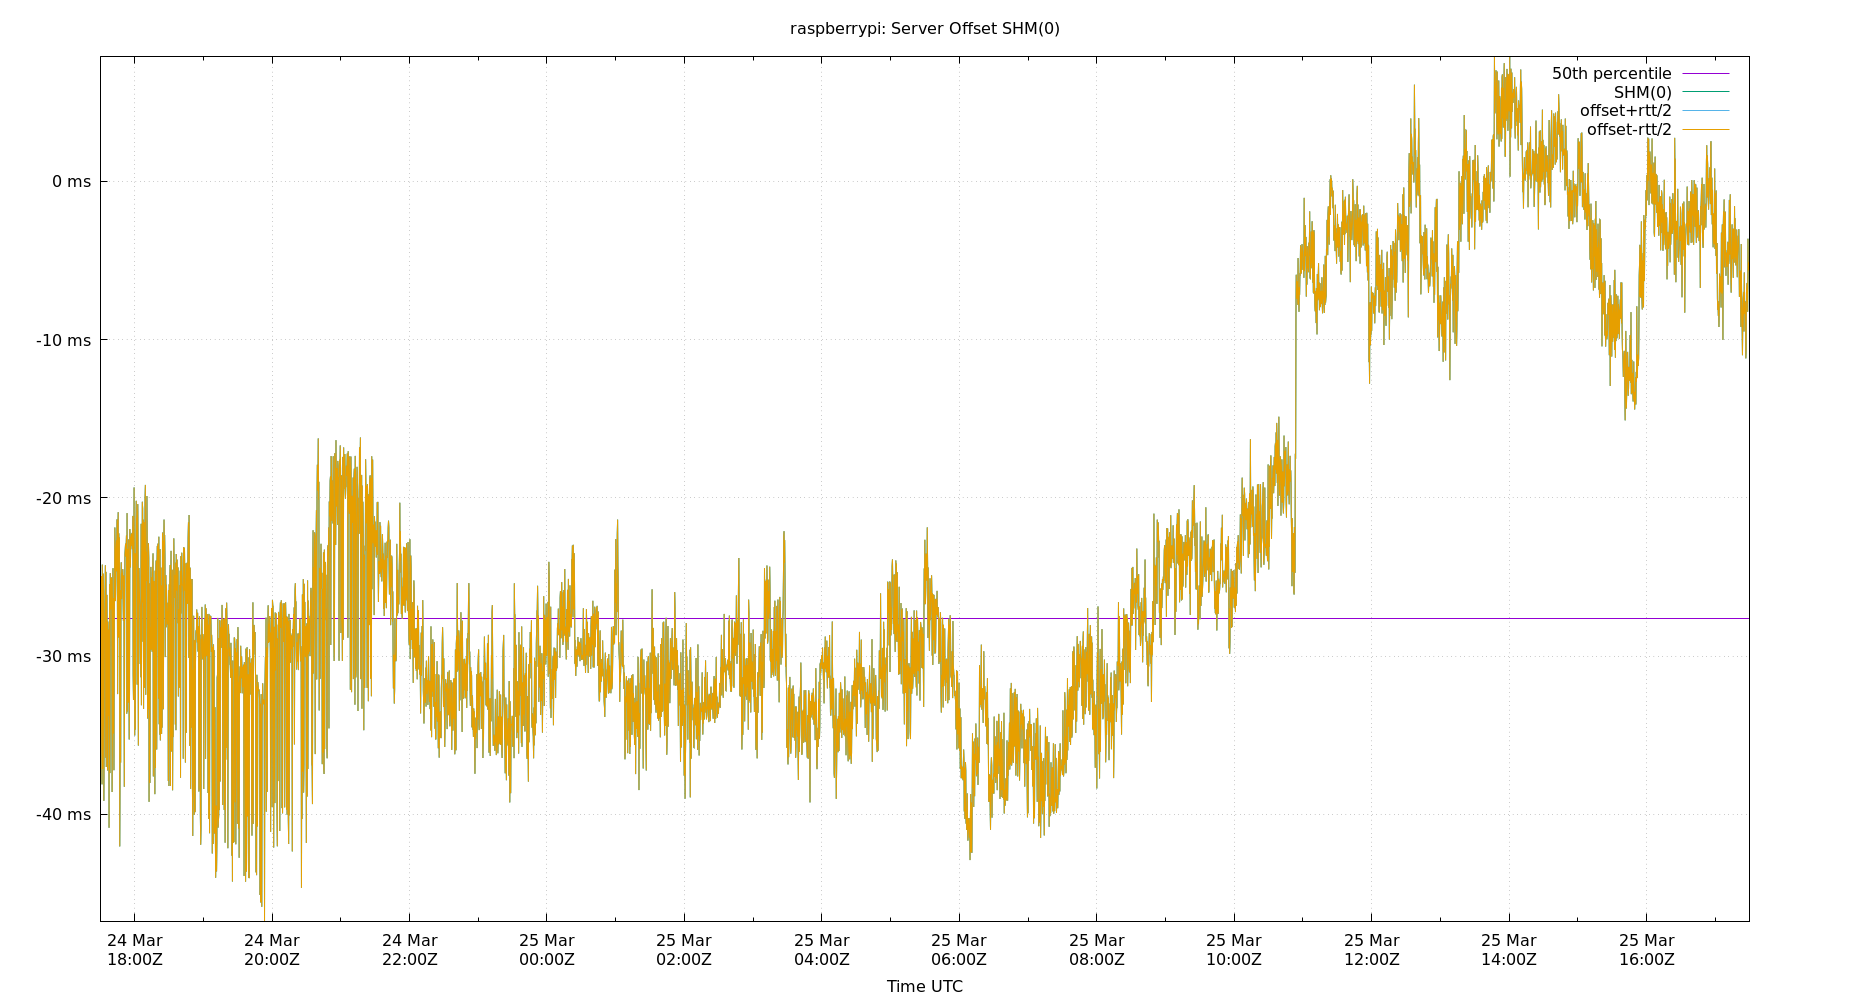 raspberrypi: Server Offset SHM(0)
50th percentile
SHM(0)
offset+rtt/2
offset-rtt/2
0 ms
-10 ms
-20 ms
-30 ms
-40 ms
24 Mar 24 Mar 24 Mar 25 Mar 25 Mar 25 Mar 25 Mar 25 Mar 25 Mar 25 Mar 25 Mar 25 Mar
18:00Z 20:00Z 22:00Z 00:00Z 02:00Z 04:00Z 06:00Z 08:00Z 10:00Z 12:00Z 14:00Z 16:00Z
Time UTC